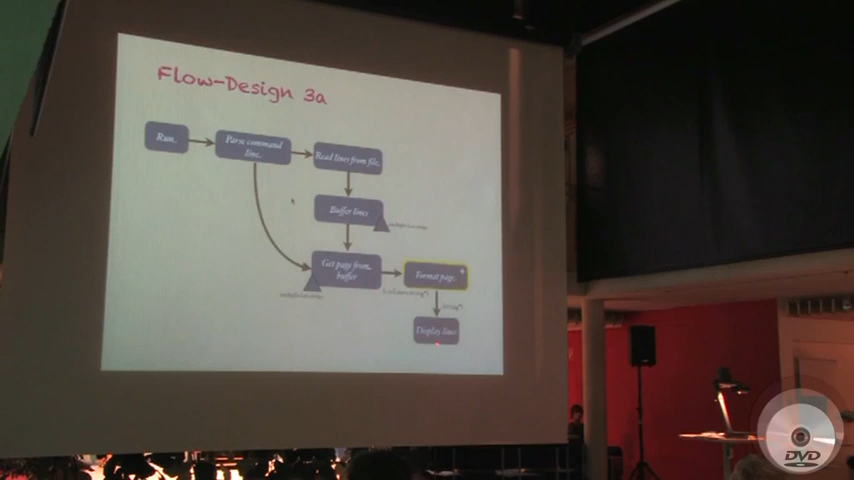 Flow-Design 3a
Run.
Parse command
line.
Read lines from file.
Buffer lines
Get page from
buffer
Format page.
Display lines
DVD